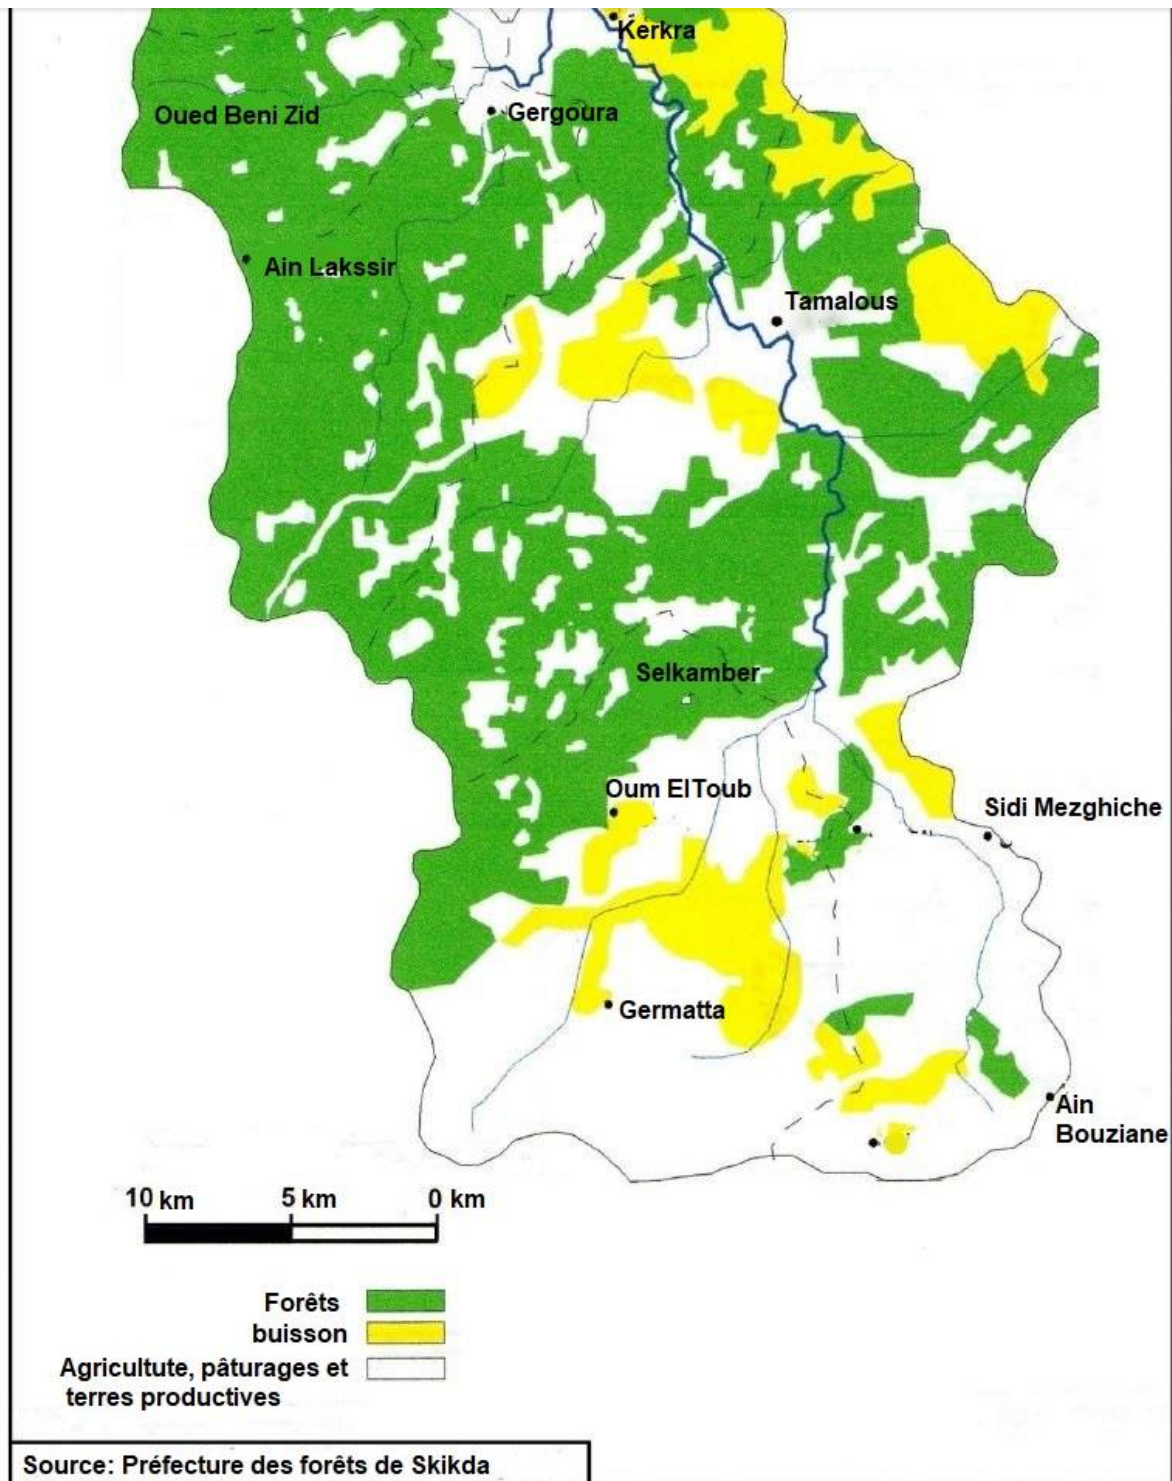 Kerkra
Oued Beni Zid
Gergoura
Ain Lakssir
Tamalous
Selkamber
Oum ElToub
Sidi Mezghiche
Germatta
Ain
Bouziane
10 km 5 km 0 km
Forêts
buisson
Agricultute, pâturages et
terres productives
Source: Préfecture des forêts de Skikda